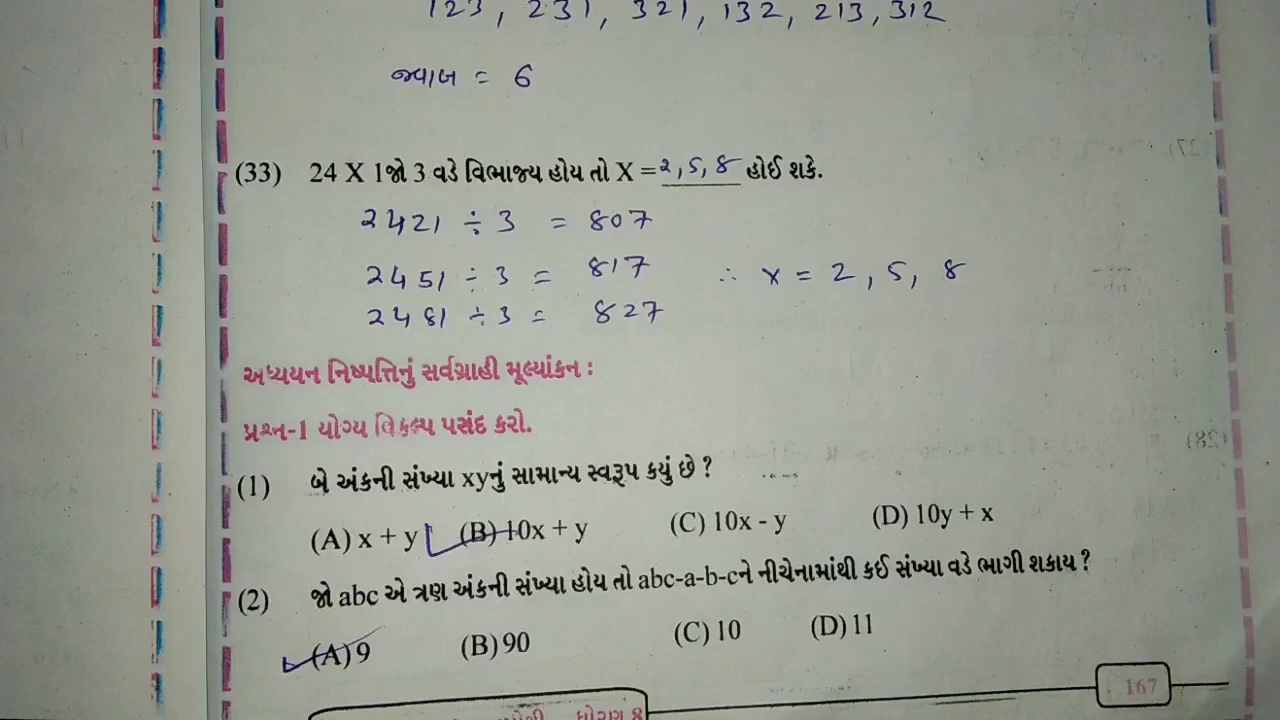 123, 231, 321, 132, 213, 312
જવાબ = 6
(33) 24 X 1જો 3 વડે વિભાજ્ય હોય તો X = 2, 5, 8 હોઈ શકે.
2421 ÷ 3 = 807
2451 ÷ 3 = 817 ∴ x = 2, 5, 8
2481 ÷ 3 = 827
અધ્યયન નિષ્પત્તિનું સર્વગ્રાહી મૂલ્યાંકન :
પ્રશ્ન-1 યોગ્ય વિકલ્પ પસંદ કરો.
(1) બે અંકની સંખ્યા xyનું સામાન્ય સ્વરૂપ કયું છે ?
(A) x + y (B) 10x + y (C) 10x - y (D) 10y + x
(2) જો abc એ ત્રણ અંકની સંખ્યા હોય તો abc-a-b-cને નીચેનામાંથી કઈ સંખ્યા વડે ભાગી શકાય ?
(A) 9 (B) 90 (C) 10 (D) 11
167
ધોરણ 8